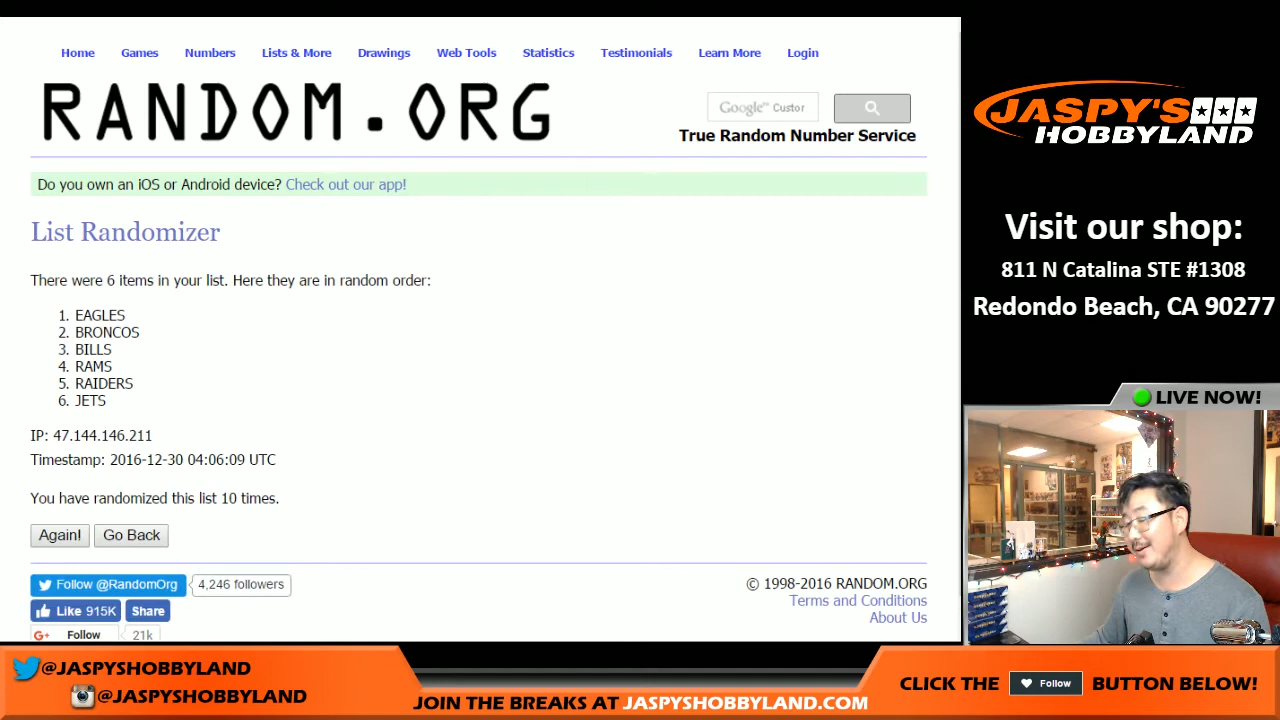 Home Games Numbers Lists & More Drawings Web Tools Statistics Testimonials Learn More Login
RANDOM.ORG
Google™ Custor
True Random Number Service
Do you own an iOS or Android device? Check out our app!
List Randomizer
There were 6 items in your list. Here they are in random order:
1. EAGLES
2. BRONCOS
3. BILLS
4. RAMS
5. RAIDERS
6. JETS
IP: 47.144.146.211
Timestamp: 2016-12-30 04:06:09 UTC
You have randomized this list 10 times.
Again! Go Back
Follow @RandomOrg 4,246 followers
Like 915K Share
G+ Follow 21k
© 1998-2016 RANDOM.ORG
Terms and Conditions
About Us
JASPY'S
HOBBYLAND
Visit our shop:
811 N Catalina STE #1308
Redondo Beach, CA 90277
LIVE NOW!
@JASPYSHOBBYLAND
@JASPYSHOBBYLAND
JOIN THE BREAKS AT JASPYSHOBBYLAND.COM
CLICK THE Follow BUTTON BELOW!